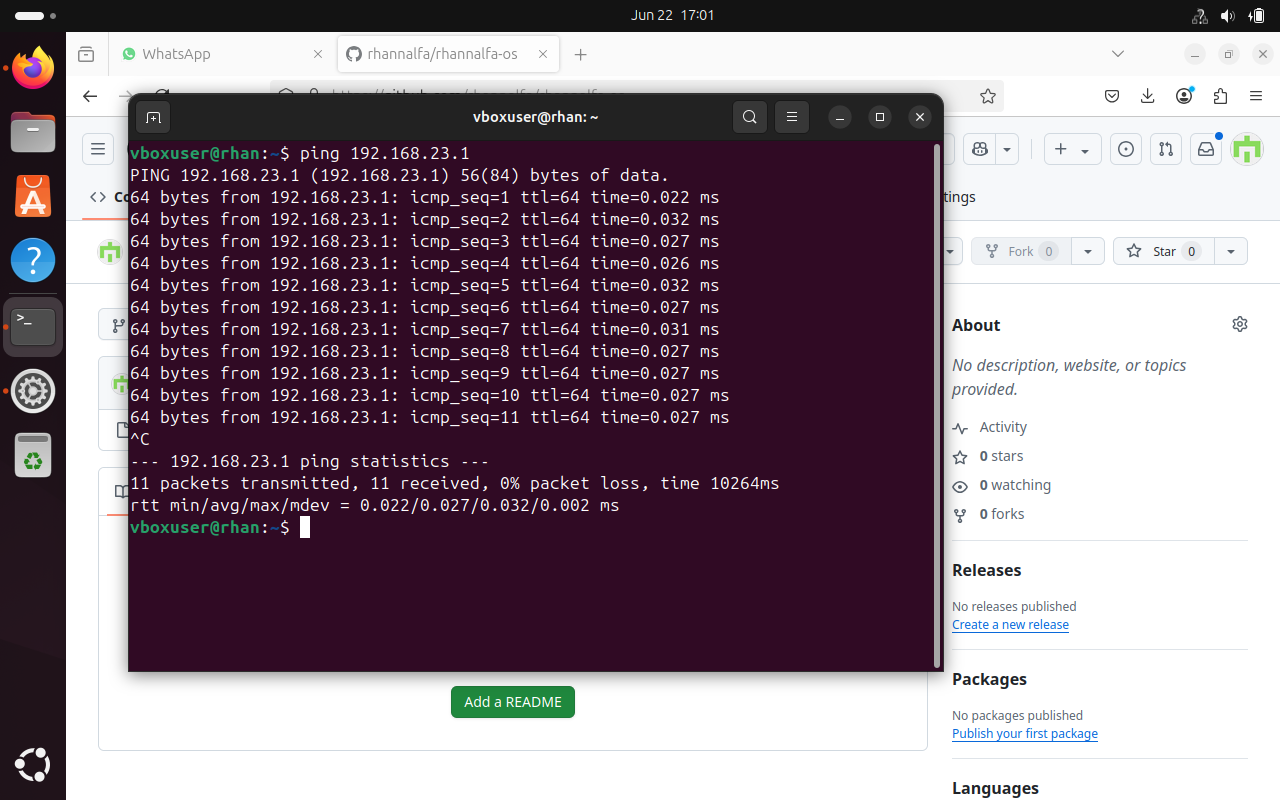 Jun 22 17:01
WhatsApp
rhannalfa/rhannalfa-os
vboxuser@rhan: ~
vboxuser@rhan:~$ ping 192.168.23.1
PING 192.168.23.1 (192.168.23.1) 56(84) bytes of data.
64 bytes from 192.168.23.1: icmp_seq=1 ttl=64 time=0.022 ms
64 bytes from 192.168.23.1: icmp_seq=2 ttl=64 time=0.032 ms
64 bytes from 192.168.23.1: icmp_seq=3 ttl=64 time=0.027 ms
64 bytes from 192.168.23.1: icmp_seq=4 ttl=64 time=0.026 ms
64 bytes from 192.168.23.1: icmp_seq=5 ttl=64 time=0.032 ms
64 bytes from 192.168.23.1: icmp_seq=6 ttl=64 time=0.027 ms
64 bytes from 192.168.23.1: icmp_seq=7 ttl=64 time=0.031 ms
64 bytes from 192.168.23.1: icmp_seq=8 ttl=64 time=0.027 ms
64 bytes from 192.168.23.1: icmp_seq=9 ttl=64 time=0.027 ms
64 bytes from 192.168.23.1: icmp_seq=10 ttl=64 time=0.027 ms
64 bytes from 192.168.23.1: icmp_seq=11 ttl=64 time=0.027 ms
^C
--- 192.168.23.1 ping statistics ---
11 packets transmitted, 11 received, 0% packet loss, time 10264ms
rtt min/avg/max/mdev = 0.022/0.027/0.032/0.002 ms
vboxuser@rhan:~$
tings
Fork 0
Star 0
About
No description, website, or topics
provided.
Activity
0 stars
0 watching
0 forks
Releases
No releases published
Create a new release
Packages
No packages published
Publish your first package
Languages
Add a README